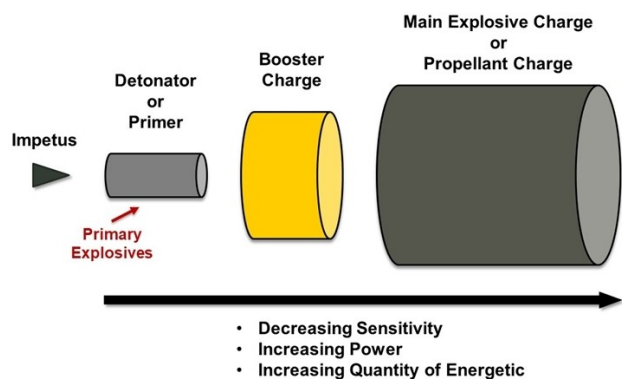 Main Explosive Charge
or
Propellant Charge
Booster
Charge
Detonator
or
Primer
Impetus
Primary
Explosives
• Decreasing Sensitivity
• Increasing Power
• Increasing Quantity of Energetic